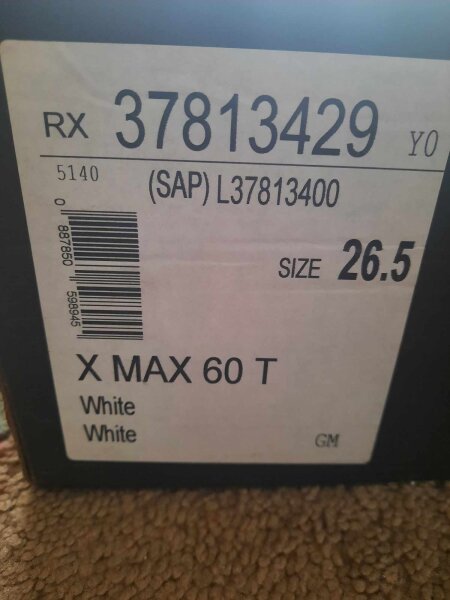 RX 37813429 YO
5140 (SAP) L37813400
0 887850 598945
SIZE 26.5
X MAX 60 T
White
White
GM